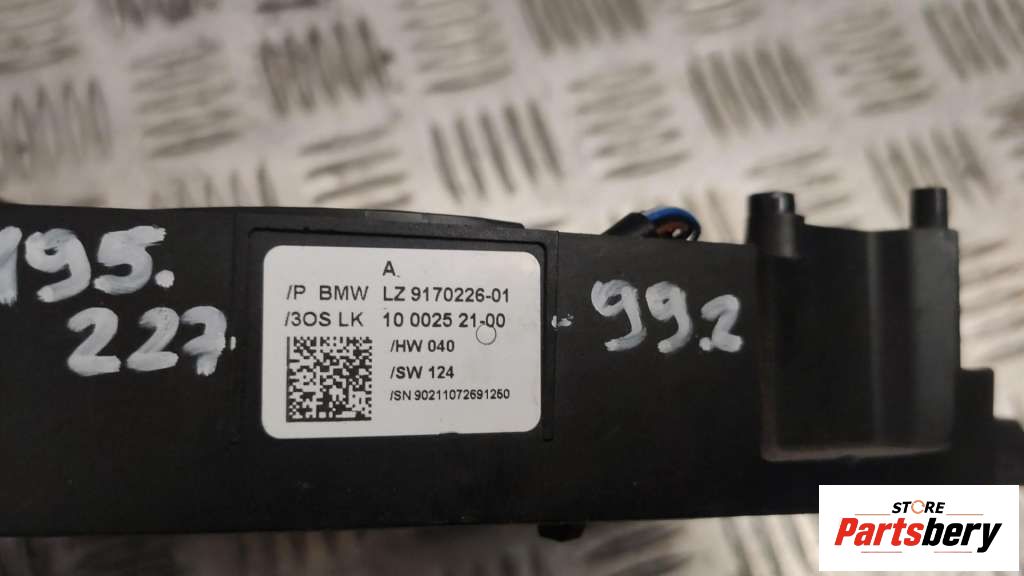 195.
227.
A
/P BMW LZ 9170226-01
/3OS LK 10 0025 21-00
/HW 040
/SW 124
/SN 90211072691250
- 99.2
STORE
Partsbery